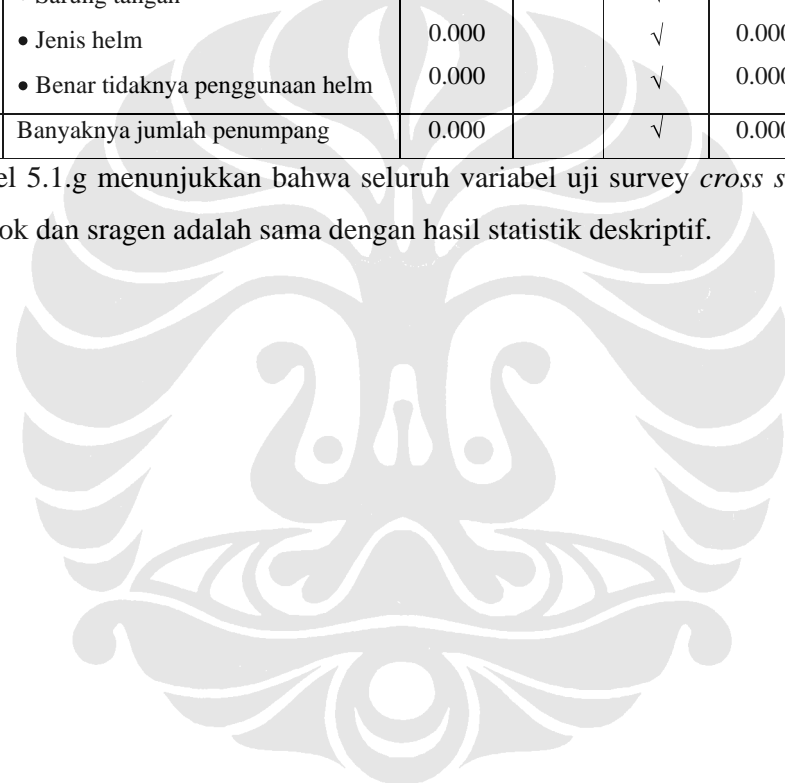 • Sarung tangan √
• Jenis helm 0.000 √ 0.000
• Benar tidaknya penggunaan helm 0.000 √ 0.000
Banyaknya jumlah penumpang 0.000 √ 0.000
el 5.1.g menunjukkan bahwa seluruh variabel uji survey cross s
ok dan sragen adalah sama dengan hasil statistik deskriptif.